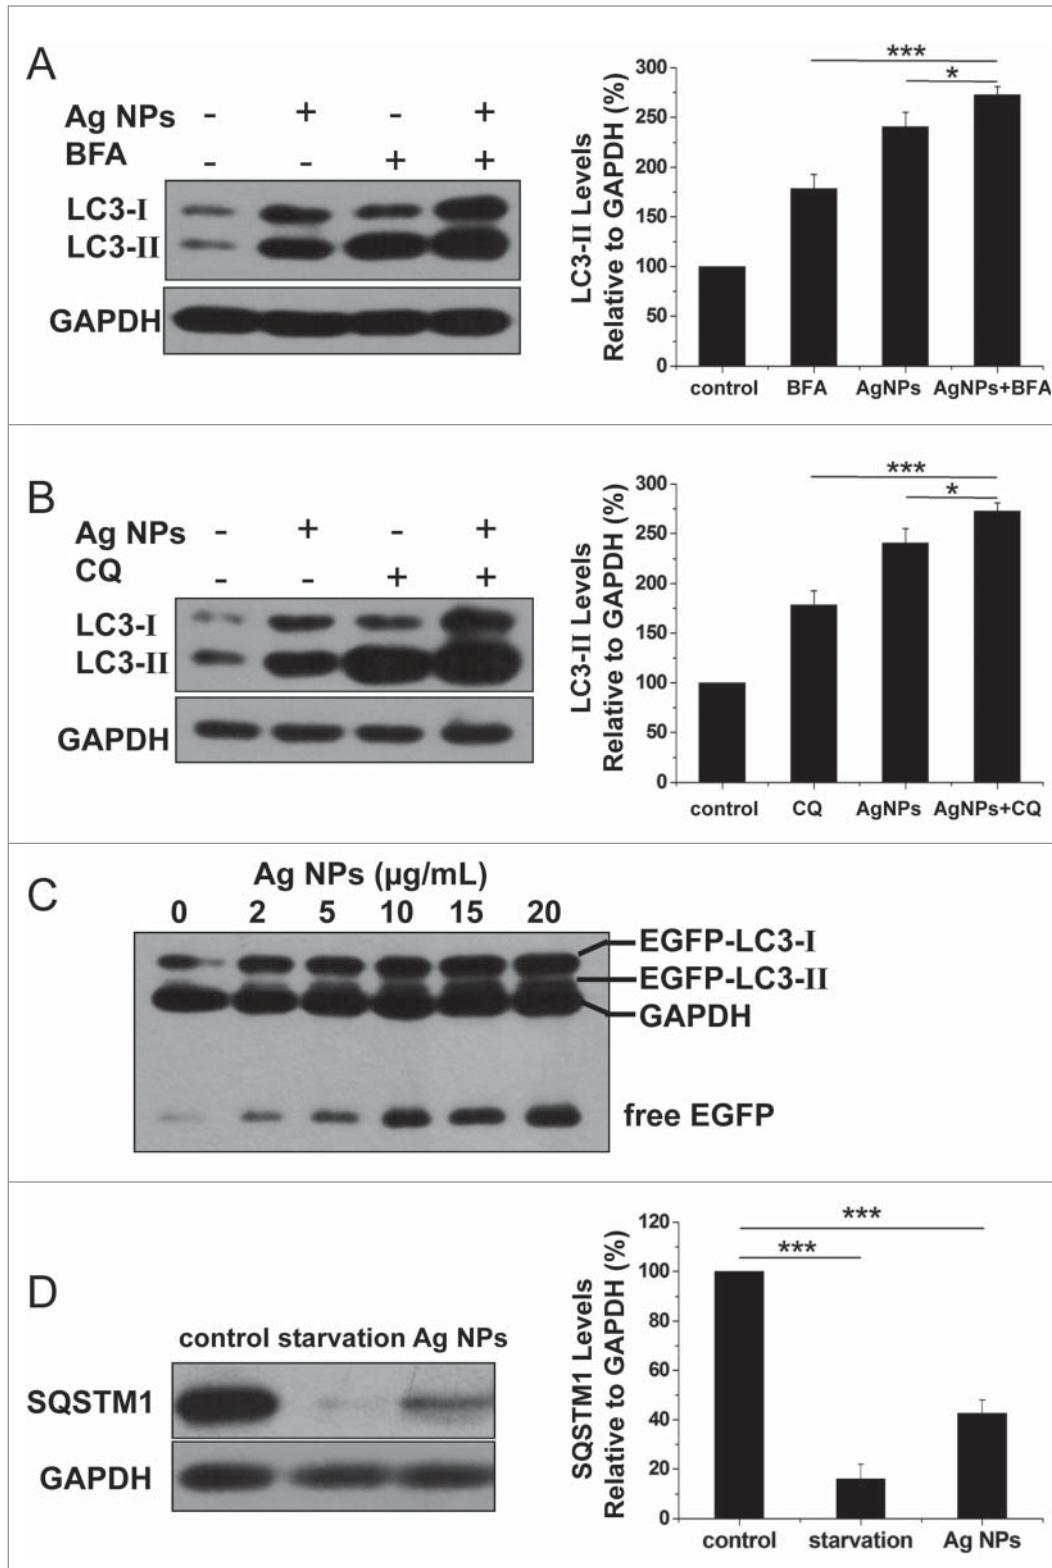 A
Ag NPs - + - +
BFA - - + +
LC3-I
LC3-II
GAPDH
LC3-II Levels
Relative to GAPDH (%)
300
250
200
150
100
50
0
***
*
control BFA AgNPs AgNPs+BFA
B
Ag NPs - + - +
CQ - - + +
LC3-I
LC3-II
GAPDH
LC3-II Levels
Relative to GAPDH (%)
300
250
200
150
100
50
0
***
*
control CQ AgNPs AgNPs+CQ
C
Ag NPs (µg/mL)
0 2 5 10 15 20
EGFP-LC3-I
EGFP-LC3-II
GAPDH
free EGFP
D
control starvation Ag NPs
SQSTM1
GAPDH
SQSTM1 Levels
Relative to GAPDH (%)
120
100
80
60
40
20
0
***
***
control starvation Ag NPs